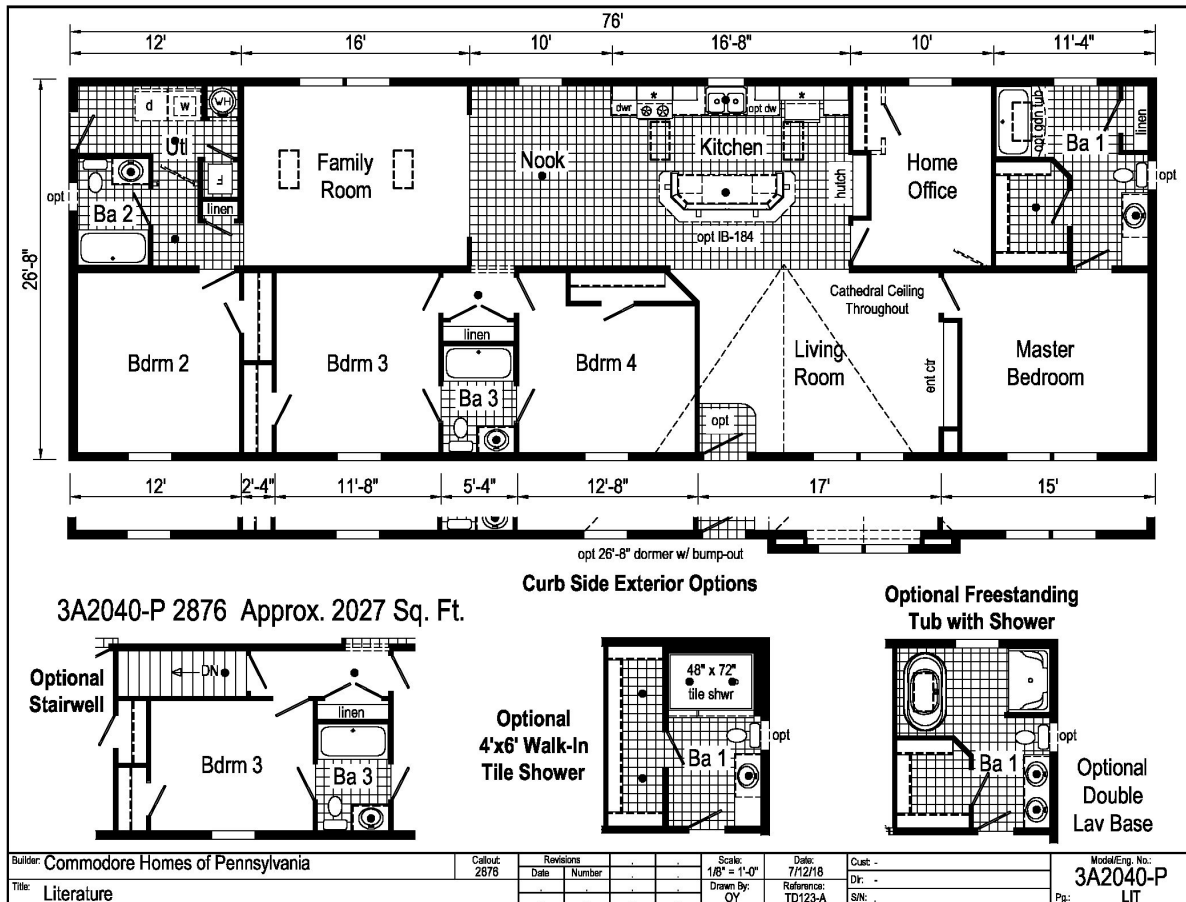 76'
12' 16' 10' 16'-8" 10' 11'-4"
26'-8"
d w WH
Utl
Family
Room
Nook
dwr * opt dw *
Kitchen
hutch
Home
Office
opt gdn tub
Ba 1
linen
opt
opt
Ba 2
F
linen
opt IB-184
Cathedral Ceiling
Throughout
linen
Bdrm 2
Bdrm 3
Ba 3
Bdrm 4
Living
Room
opt
ent ctr
Master
Bedroom
12' 2'-4" 11'-8" 5'-4" 12'-8" 17' 15'
opt 26'-8" dormer w/ bump-out
Curb Side Exterior Options
3A2040-P 2876 Approx. 2027 Sq. Ft.
Optional
Stairwell
DN
linen
Bdrm 3
Ba 3
Optional
4'x6' Walk-In
Tile Shower
48" x 72"
tile shwr
opt
Ba 1
Optional Freestanding
Tub with Shower
opt
Ba 1
Optional
Double
Lav Base
Builder: Commodore Homes of Pennsylvania
Title: Literature
Callout:
2876
Revisions
Date Number
Scale:
1/8" = 1'-0"
Drawn By:
OY
Date:
7/12/18
Reference:
TD123-A
Cust: -
Dlr: -
S/N: .
Model/Eng. No.:
3A2040-P
Pg.: LIT